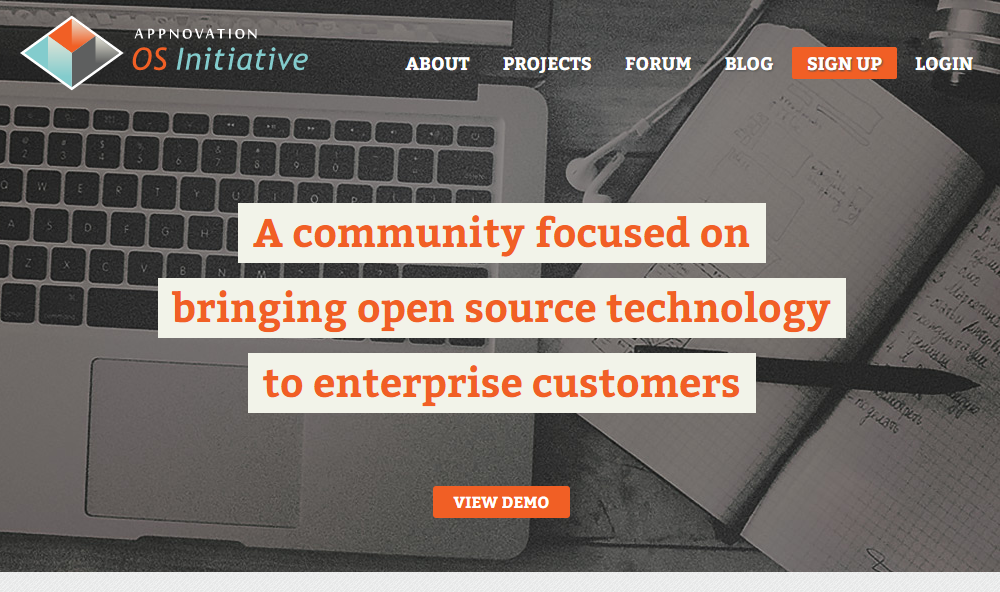 APPNOVATION
OS Initiative
ABOUT PROJECTS FORUM BLOG SIGN UP LOGIN
A community focused on
bringing open source technology
to enterprise customers
VIEW DEMO